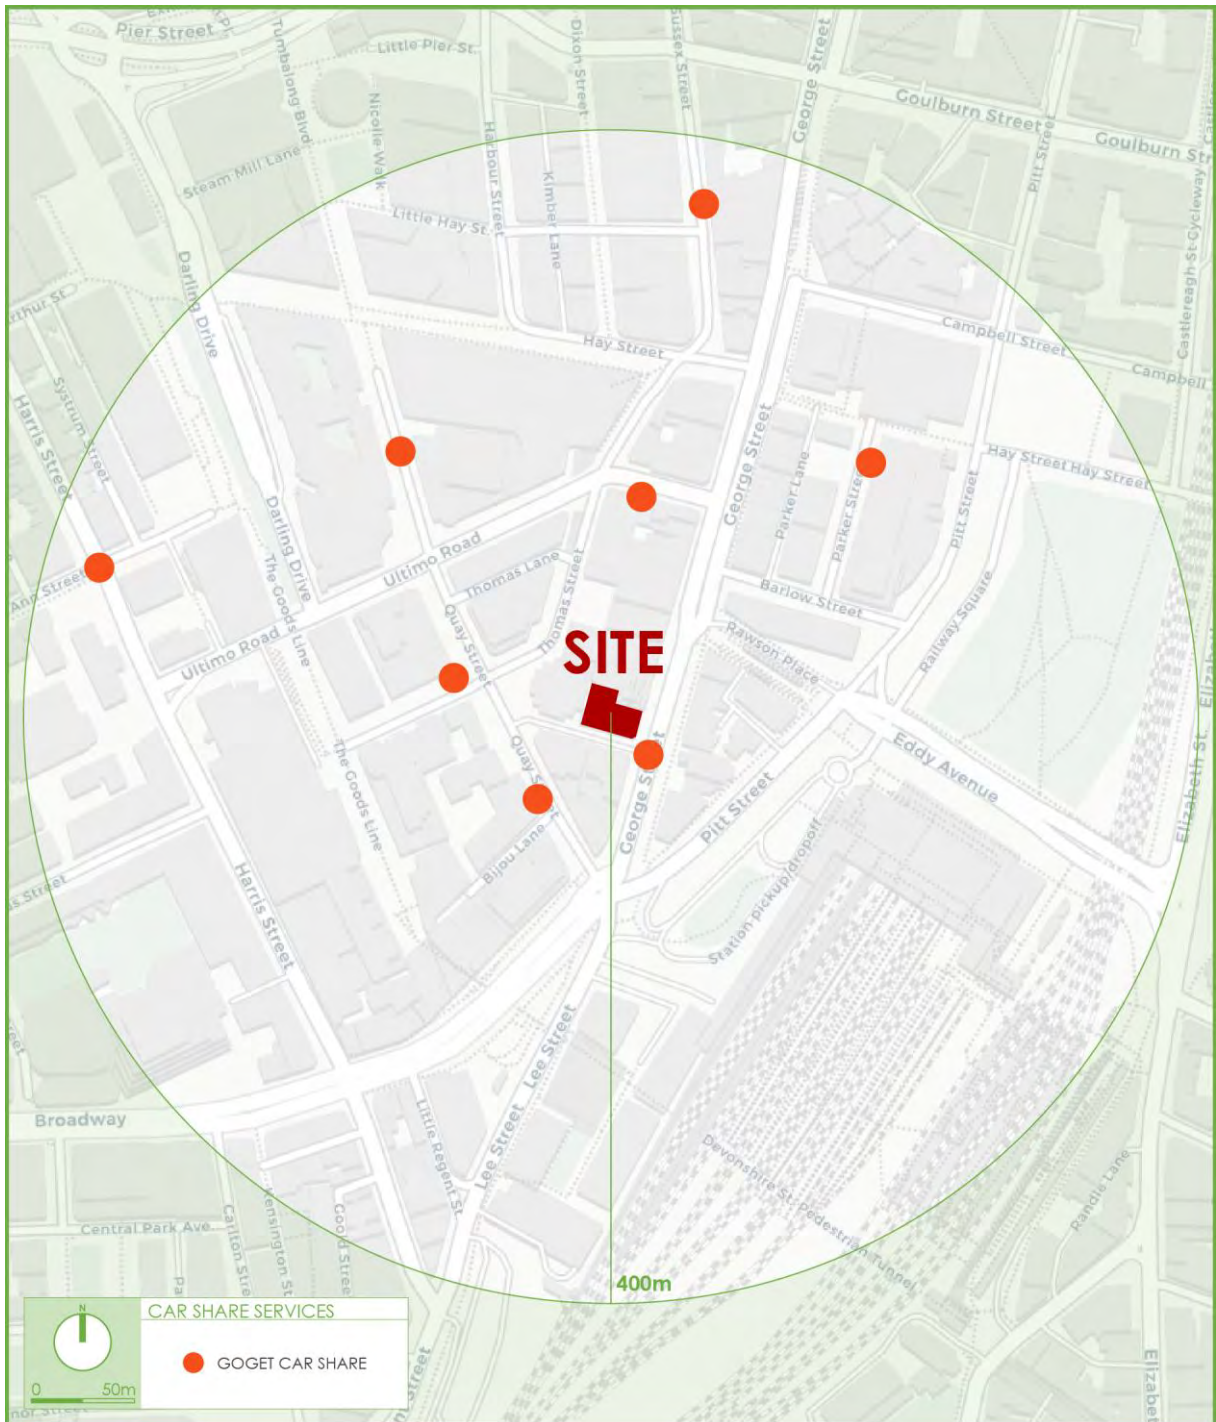 Pier Street
Little Pier St.
Tumbalong Blvd
Nicolle Walk
Dixon Street
Sussex Street
George Street
Goulburn Street
Goulburn Str
Pitt Street
Castlereagh St Cycleway
Steam Mill Lane
Harbour Street
Kimber Lane
Little Hay St.
Darling Drive
Hay Street
Campbell Street
Campbell
Systrum Street
Harris Street
George Street
Parker Lane
Parker Street
Hay Street
Hay Street
Pitt Street
Darling Drive
Ultimo Road
Thomas Lane
Thomas Street
Ann Street
The Goods Line
Barlow Street
Railway Square
Quay Street
SITE
Rawson Place
Ultimo Road
Elizabeth St.
The Goods Line
Quay S
George S
Pitt Street
Eddy Avenue
Bijou Lane
Station pickup/dropoff
Harris Street
Lee Street
Lee Street
Broadway
Little Regent St
Devonshire St Pedestrian Tunnel
Randle Lane
Central Park Ave
Carlton Stre
Kensington St
Goold Stree
400m
N
CAR SHARE SERVICES
GOGET CAR SHARE
0 50m
Elizabe